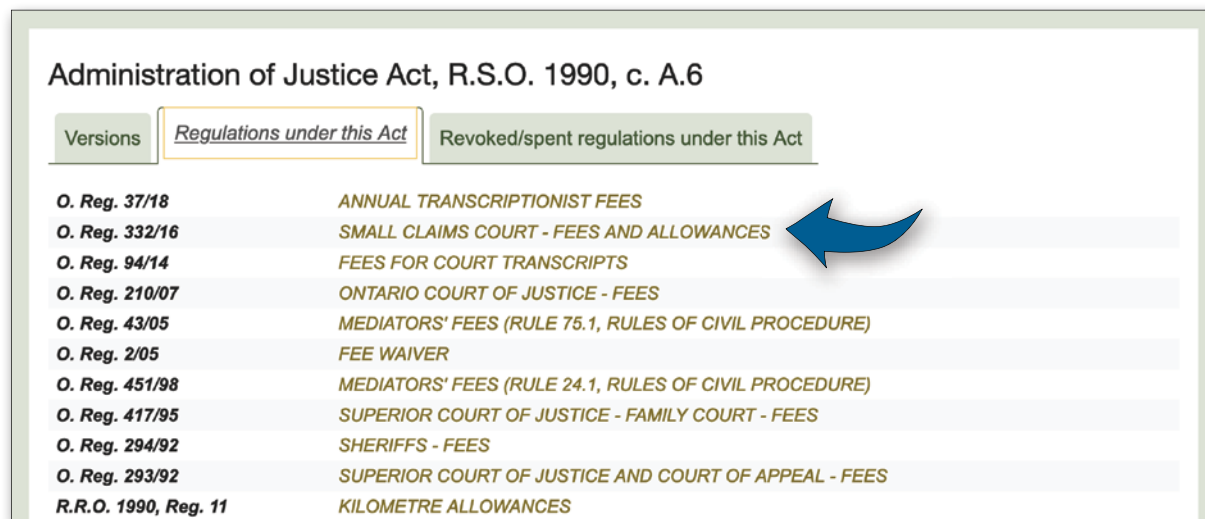 Administration of Justice Act, R.S.O. 1990, c. A.6
Versions Regulations under this Act Revoked/spent regulations under this Act
O. Reg. 37/18 ANNUAL TRANSCRIPTIONIST FEES
O. Reg. 332/16 SMALL CLAIMS COURT - FEES AND ALLOWANCES
O. Reg. 94/14 FEES FOR COURT TRANSCRIPTS
O. Reg. 210/07 ONTARIO COURT OF JUSTICE - FEES
O. Reg. 43/05 MEDIATORS' FEES (RULE 75.1, RULES OF CIVIL PROCEDURE)
O. Reg. 2/05 FEE WAIVER
O. Reg. 451/98 MEDIATORS' FEES (RULE 24.1, RULES OF CIVIL PROCEDURE)
O. Reg. 417/95 SUPERIOR COURT OF JUSTICE - FAMILY COURT - FEES
O. Reg. 294/92 SHERIFFS - FEES
O. Reg. 293/92 SUPERIOR COURT OF JUSTICE AND COURT OF APPEAL - FEES
R.R.O. 1990, Reg. 11 KILOMETRE ALLOWANCES